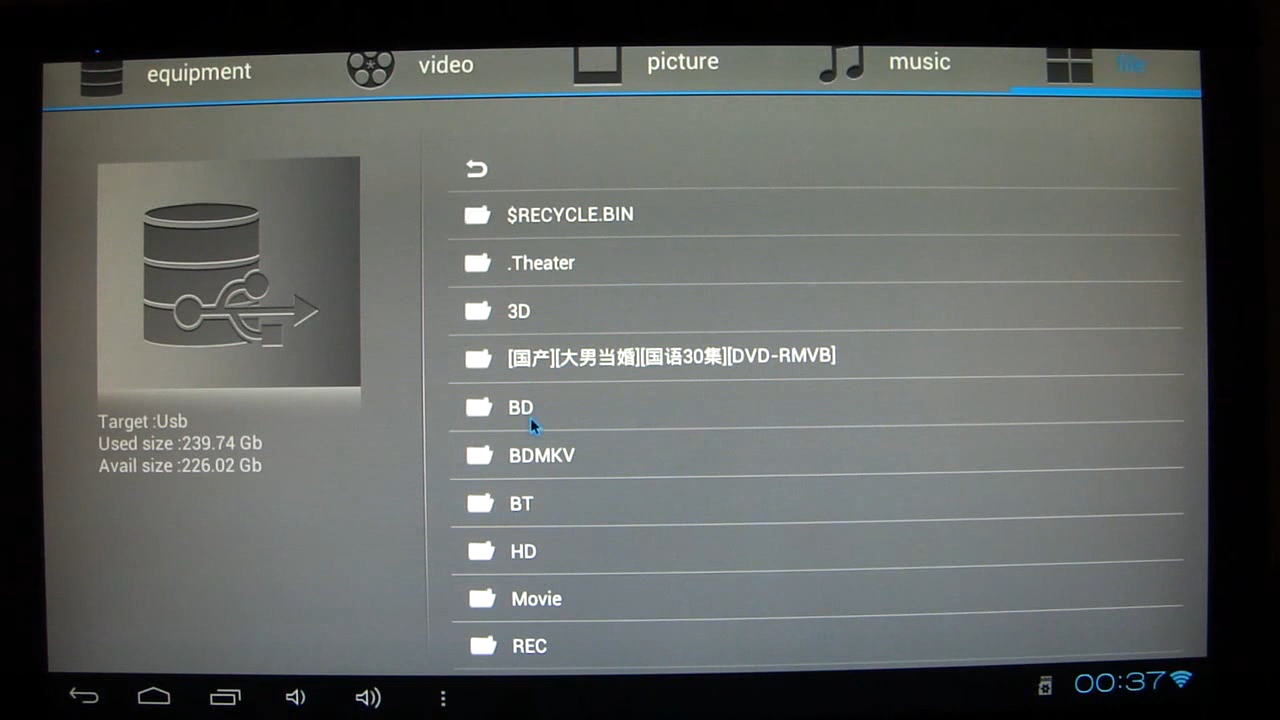 equipment
video
picture
music
file
$RECYCLE.BIN
.Theater
3D
[国产][大男当婚][国语30集][DVD-RMVB]
BD
BDMKV
BT
HD
Movie
REC
Target :Usb
Used size :239.74 Gb
Avail size :226.02 Gb
00:37